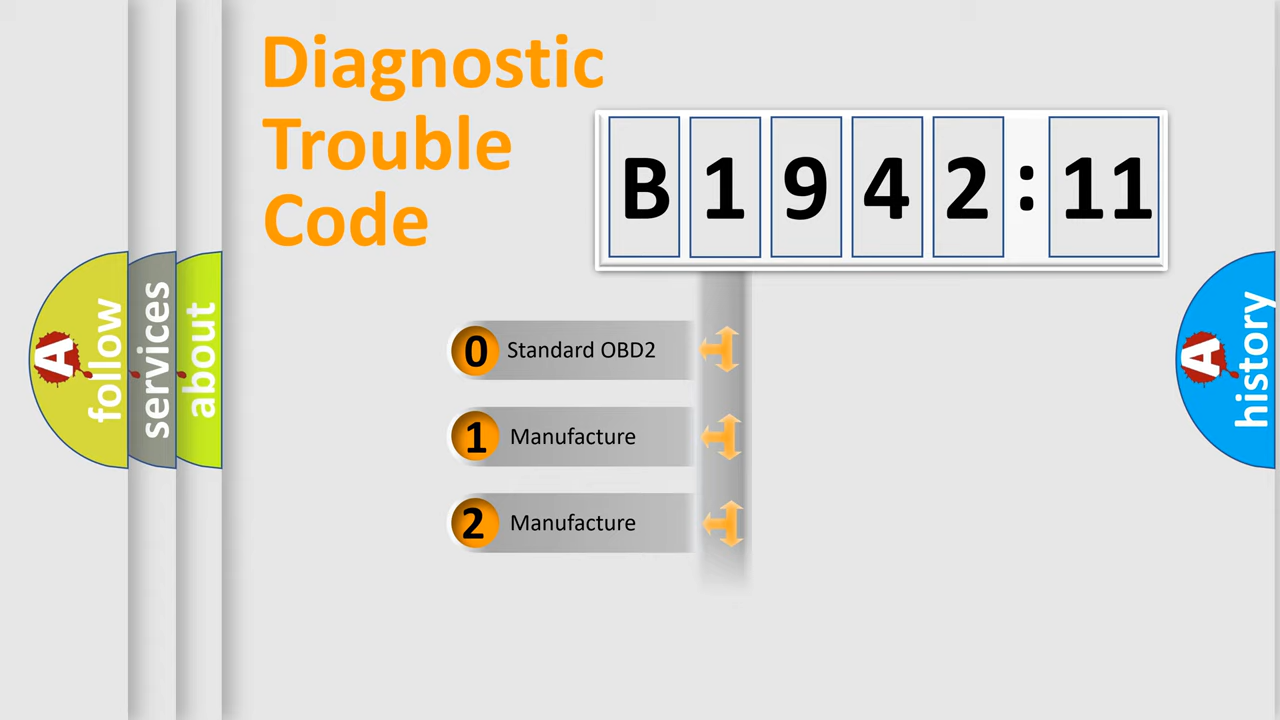 Diagnostic
Trouble
Code
B 1 9 4 2 : 11
0 Standard OBD2
1 Manufacture
2 Manufacture
A follow
services
about
A history